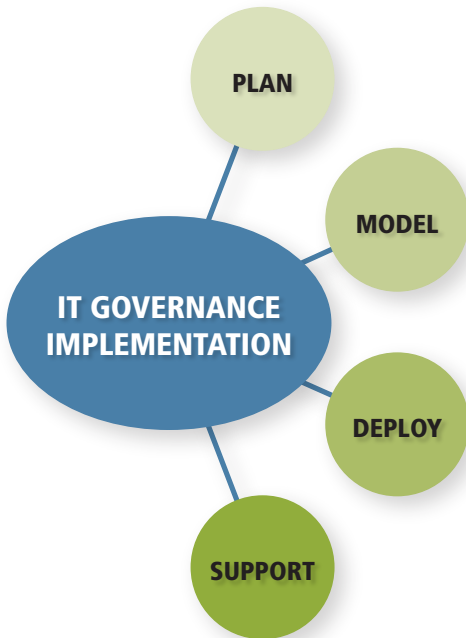 PLAN
MODEL
IT GOVERNANCE
IMPLEMENTATION
DEPLOY
SUPPORT